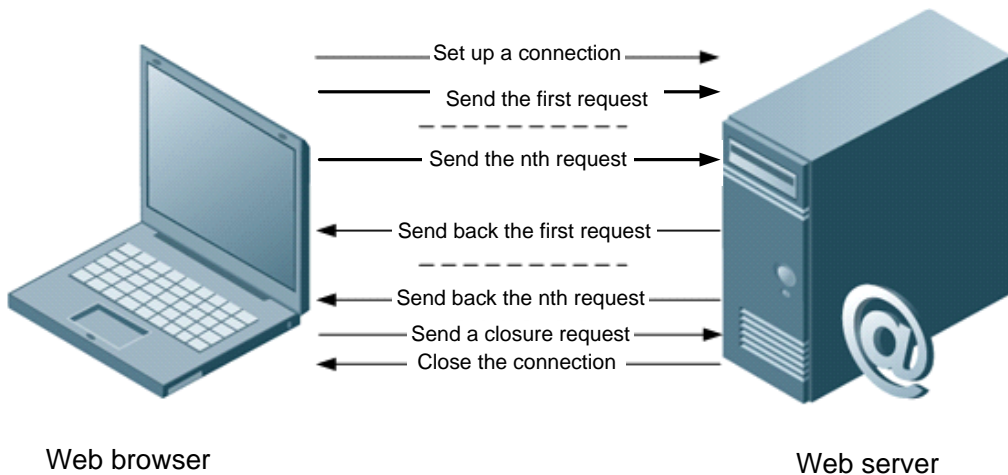 Set up a connection
Send the first request
Send the nth request
Send back the first request
Send back the nth request
Send a closure request
Close the connection
@
Web browser
Web server